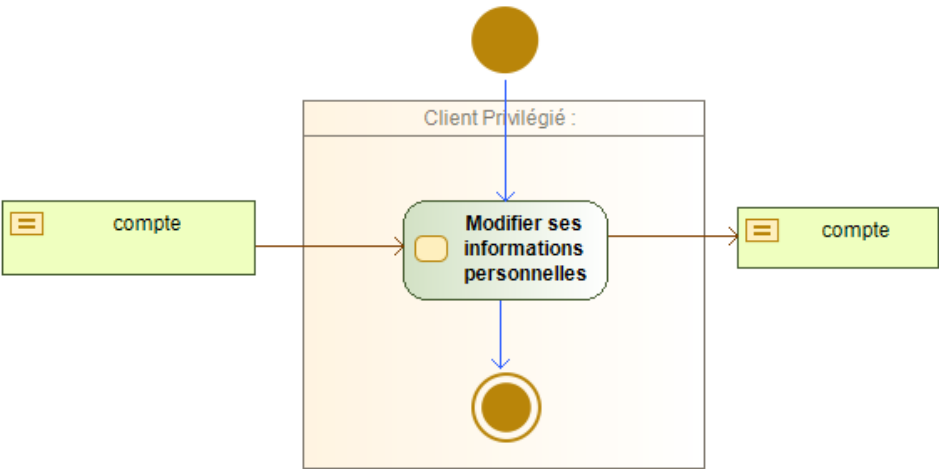 Client Privilégié :
compte
Modifier ses
informations
personnelles
compte